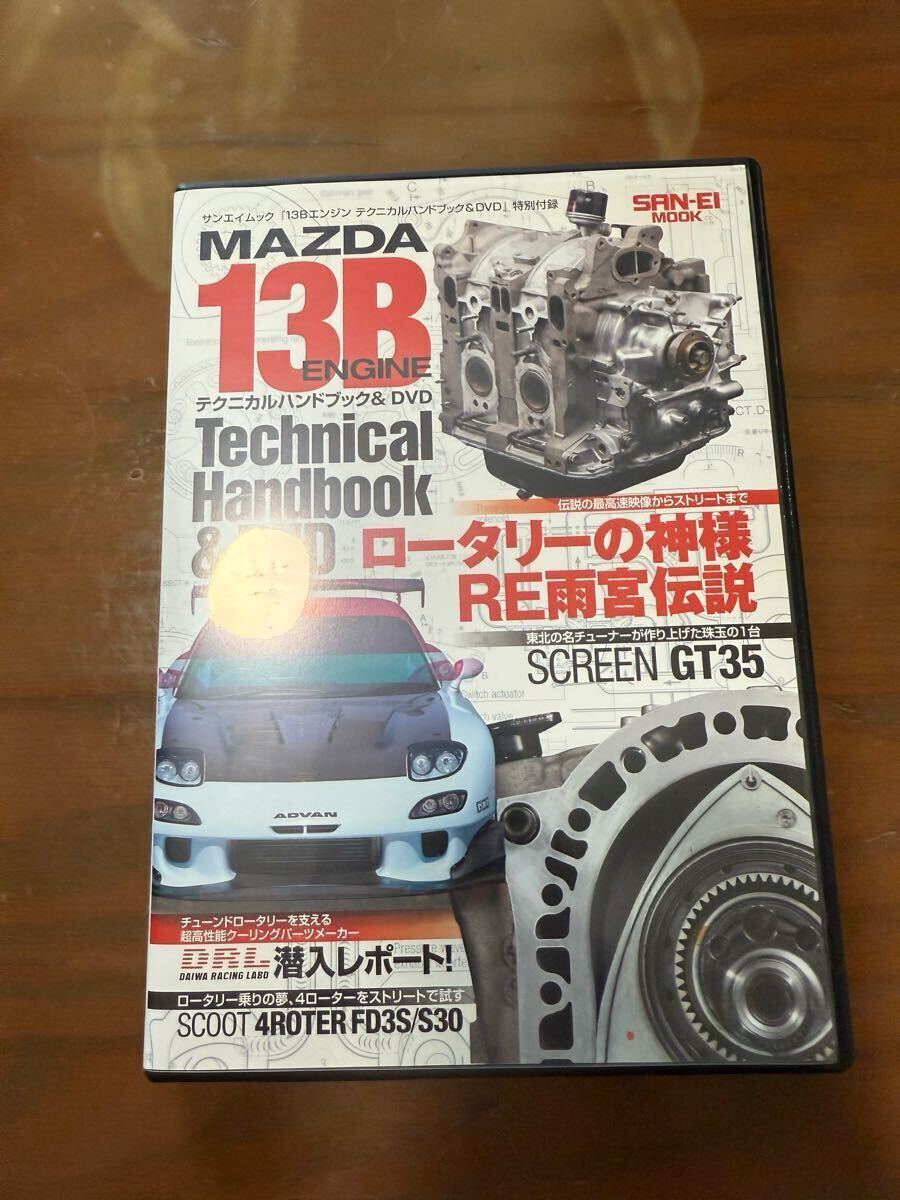 サンエイムック「13Bエンジン テクニカルハンドブック&DVD」特別付録
SAN-EI
MOOK
MAZDA
13B
ENGINE
テクニカルハンドブック& DVD
Technical
Handbook
&
伝説の最高速映像からストリートまで
ロータリーの神様
RE雨宮伝説
東北の名チューナーが作り上げた珠玉の1台
SCREEN GT35
Switch actuator
ADVAN
チューンドロータリーを支える
超高性能クーリングパーツメーカー
DRL 潜入レポート!
DAIWA RACING LABO
ロータリー乗りの夢、4ローターをストリートで試す
SCOOT 4ROTER FD3S/S30